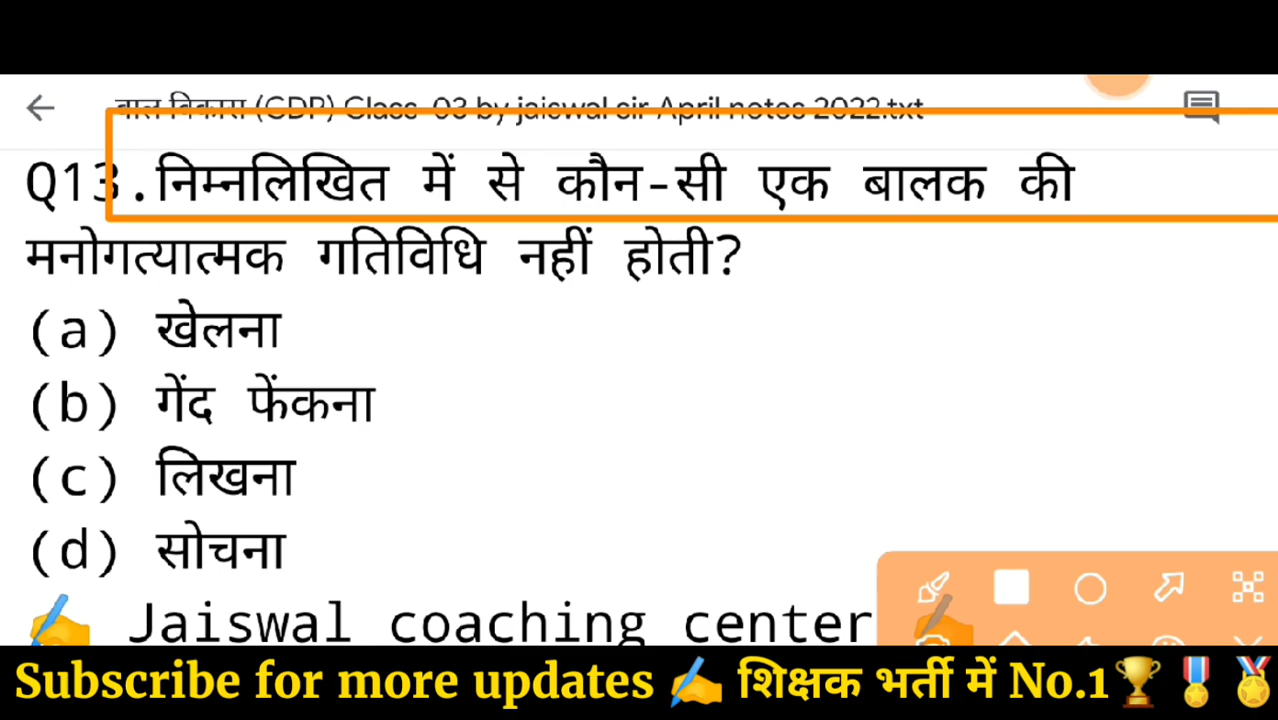 बाल विकास (CDP) Class-03 by jaiswal sir April notes 2022.txt
Q13.निम्नलिखित में से कौन-सी एक बालक की
मनोगत्यात्मक गतिविधि नहीं होती?
(a) खेलना
(b) गेंद फेंकना
(c) लिखना
(d) सोचना
✍️ Jaiswal coaching center ✍️
Subscribe for more updates ✍️ शिक्षक भर्ती में No.1🏆🎖️🏅